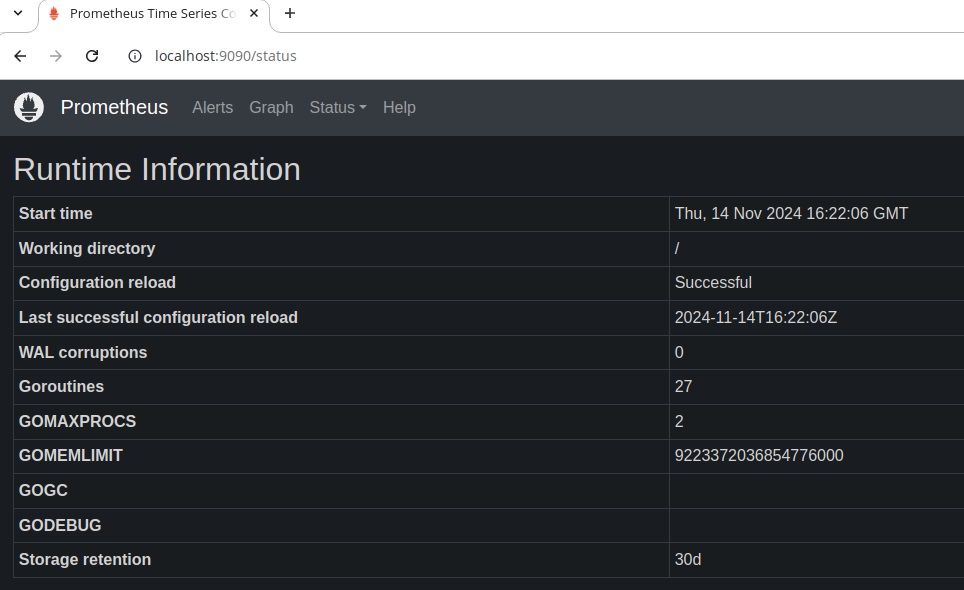 Prometheus Time Series Co
localhost:9090/status
Prometheus Alerts Graph Status Help
Runtime Information
Start time Thu, 14 Nov 2024 16:22:06 GMT
Working directory /
Configuration reload Successful
Last successful configuration reload 2024-11-14T16:22:06Z
WAL corruptions 0
Goroutines 27
GOMAXPROCS 2
GOMEMLIMIT 9223372036854776000
GOGC
GODEBUG
Storage retention 30d